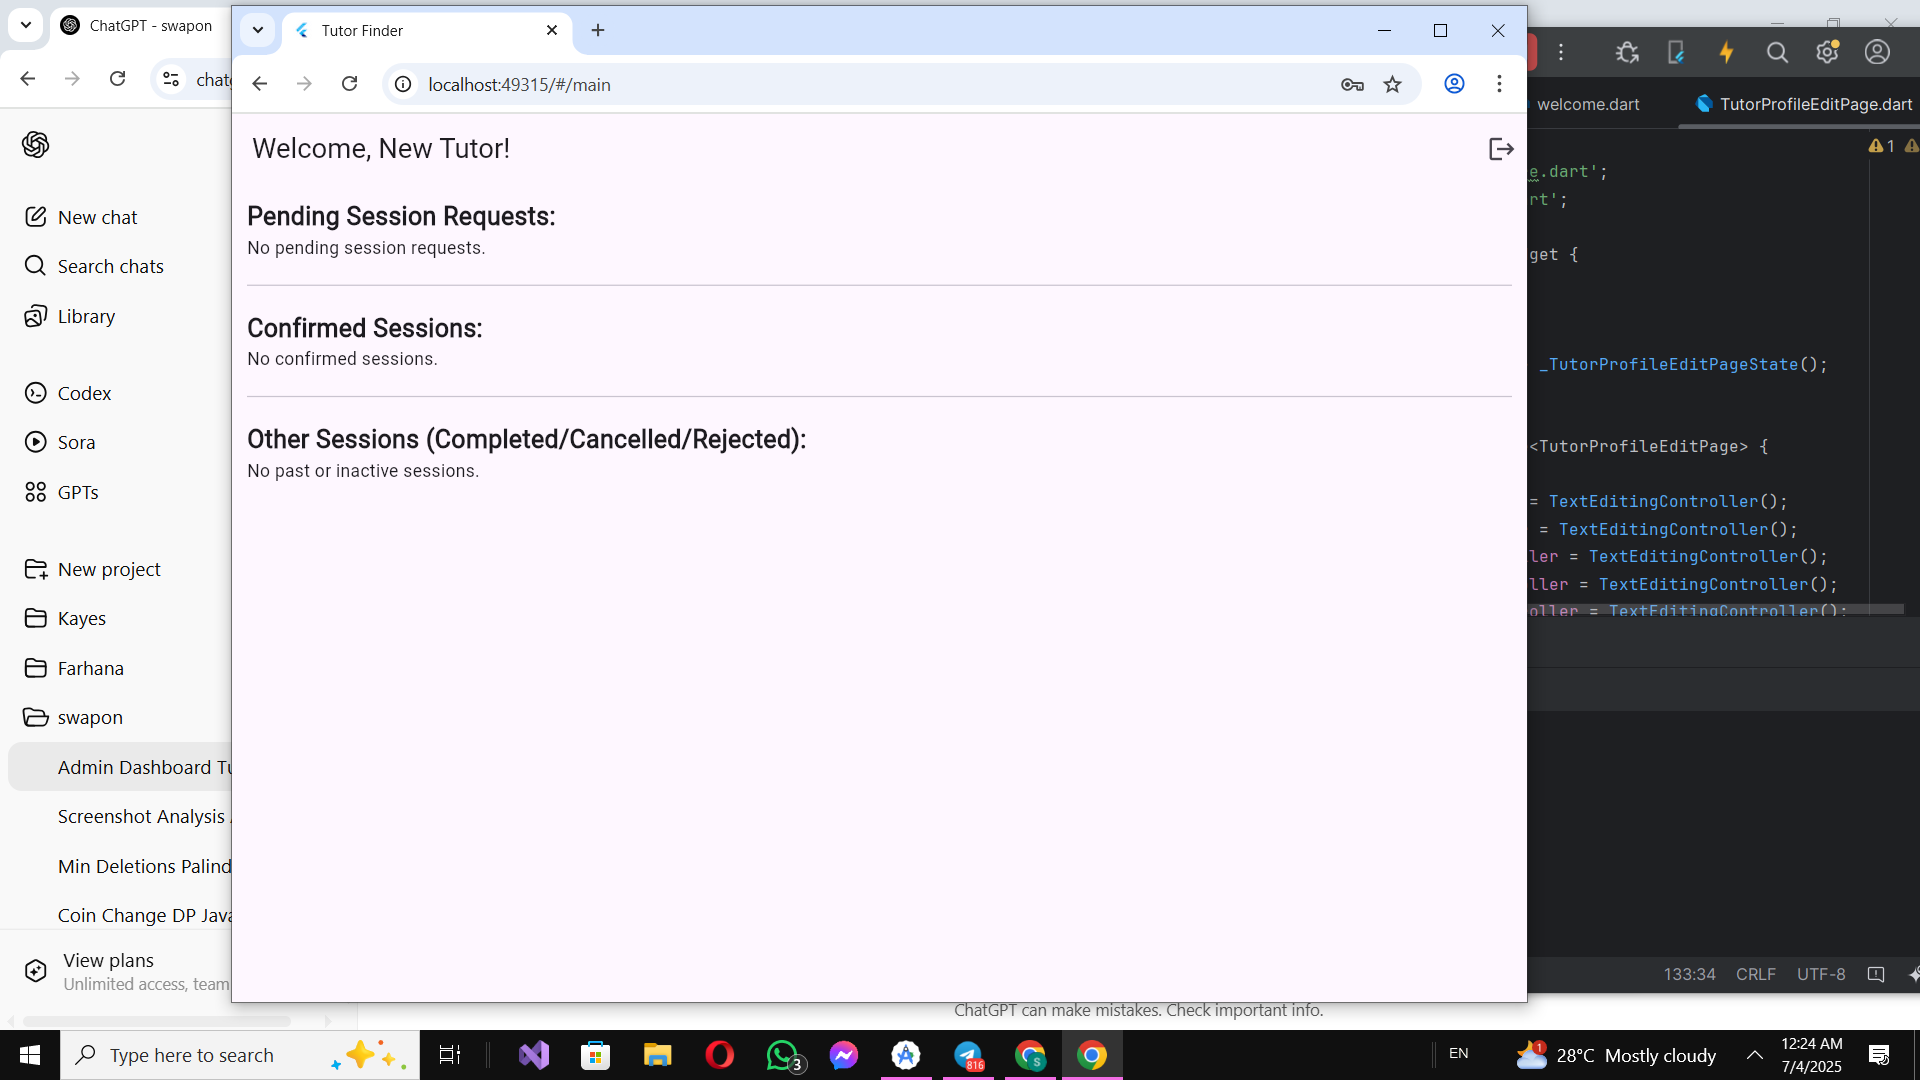 ChatGPT - swapon
chatg
New chat
Search chats
Library
Codex
Sora
GPTs
New project
Kayes
Farhana
swapon
Admin Dashboard Tu
Screenshot Analysis
Min Deletions Palind
Coin Change DP Java
View plans
Unlimited access, team
Tutor Finder
localhost:49315/#/main
Welcome, New Tutor!
Pending Session Requests:
No pending session requests.
Confirmed Sessions:
No confirmed sessions.
Other Sessions (Completed/Cancelled/Rejected):
No past or inactive sessions.
welcome.dart
TutorProfileEditPage.dart
1
e.dart';
rt';
get {
_TutorProfileEditPageState();
<TutorProfileEditPage> {
= TextEditingController();
= TextEditingController();
ler = TextEditingController();
ller = TextEditingController();
oller = TextEditingController();
133:34 CRLF UTF-8
ChatGPT can make mistakes. Check important info.
Type here to search
3
816
S
EN
1
28°C Mostly cloudy
12:24 AM
7/4/2025